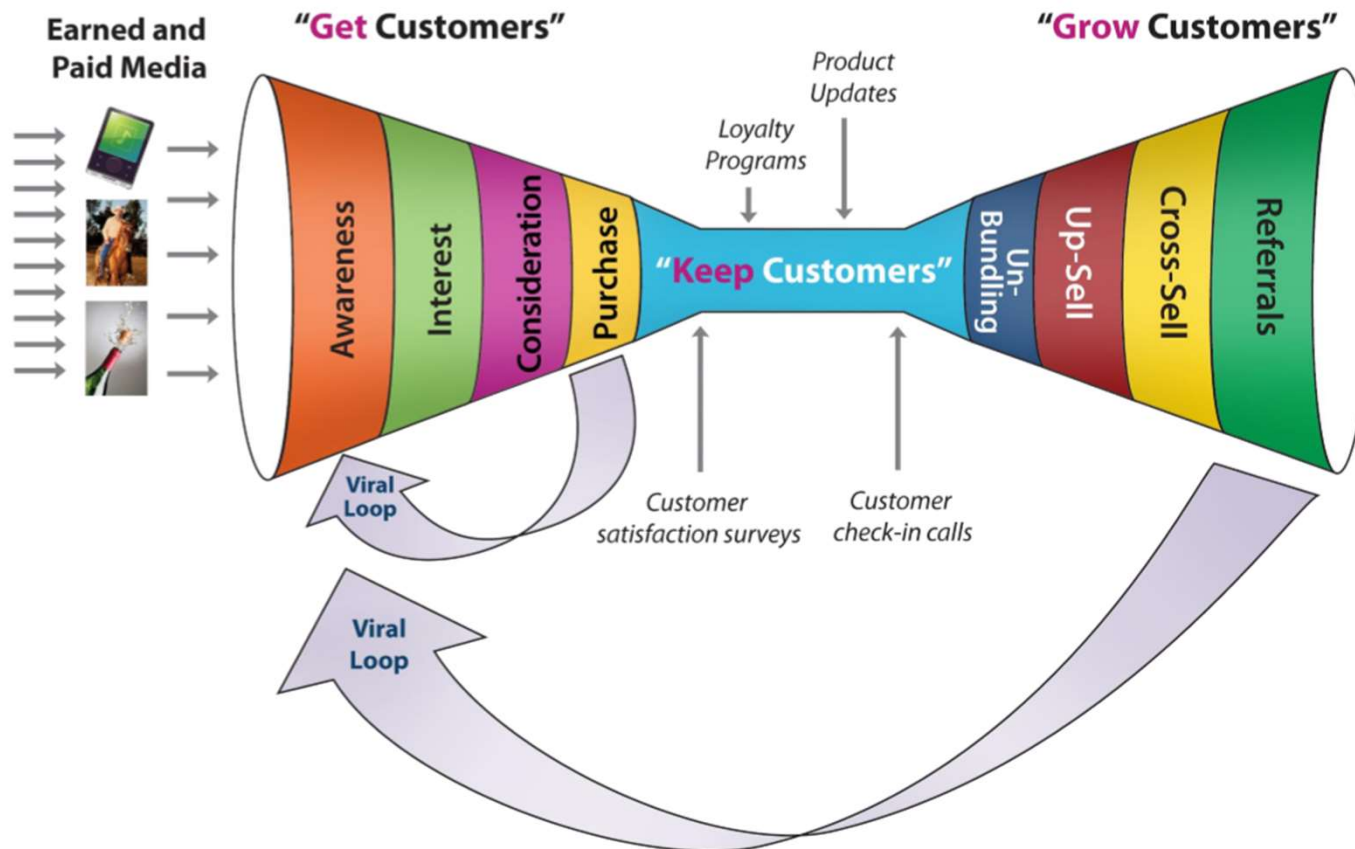 Earned and
Paid Media
“Get Customers”
“Grow Customers”
Product
Updates
Loyalty
Programs
Awareness
Interest
Consideration
Purchase
“Keep Customers”
Un-
Bundling
Up-Sell
Cross-Sell
Referrals
Customer
satisfaction surveys
Customer
check-in calls
Viral
Loop
Viral
Loop